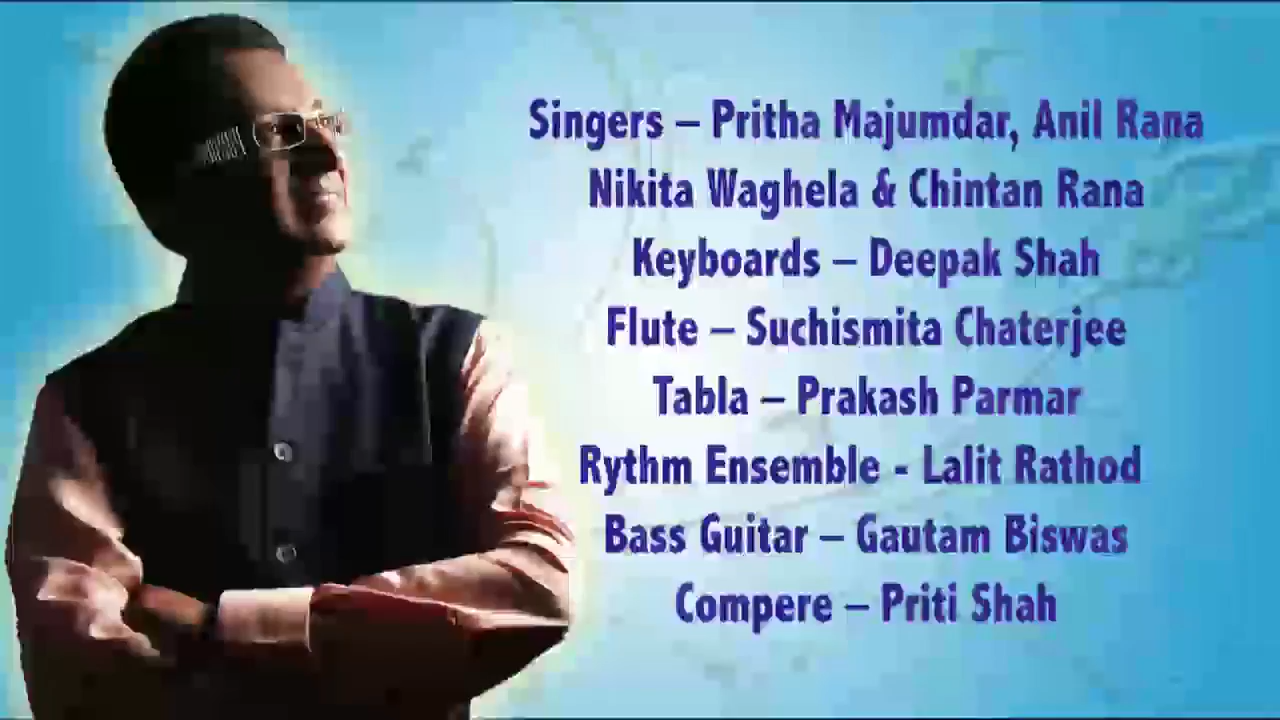 Singers – Pritha Majumdar, Anil Rana
Nikita Waghela & Chintan Rana
Keyboards – Deepak Shah
Flute – Suchismita Chaterjee
Tabla – Prakash Parmar
Rythm Ensemble - Lalit Rathod
Bass Guitar – Gautam Biswas
Compere – Priti Shah